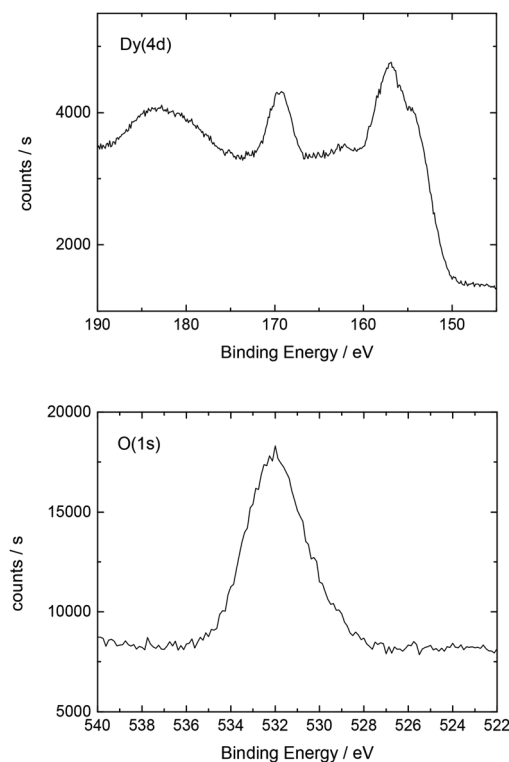 Dy(4d)
counts / s
4000
2000
190 180 170 160 150
Binding Energy / eV
O(1s)
counts / s
20000
15000
10000
5000
540 538 536 534 532 530 528 526 524 522
Binding Energy / eV